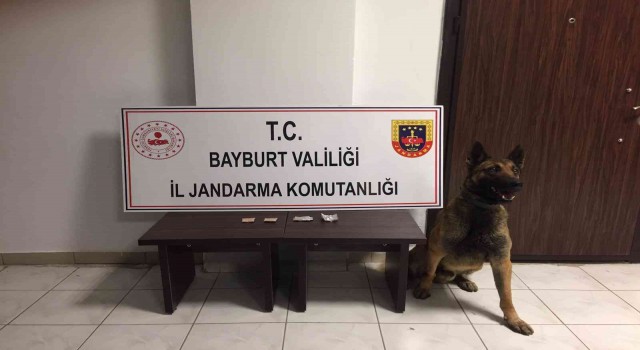 T.C.
BAYBURT VALİLİĞİ
İL JANDARMA KOMUTANLIĞI